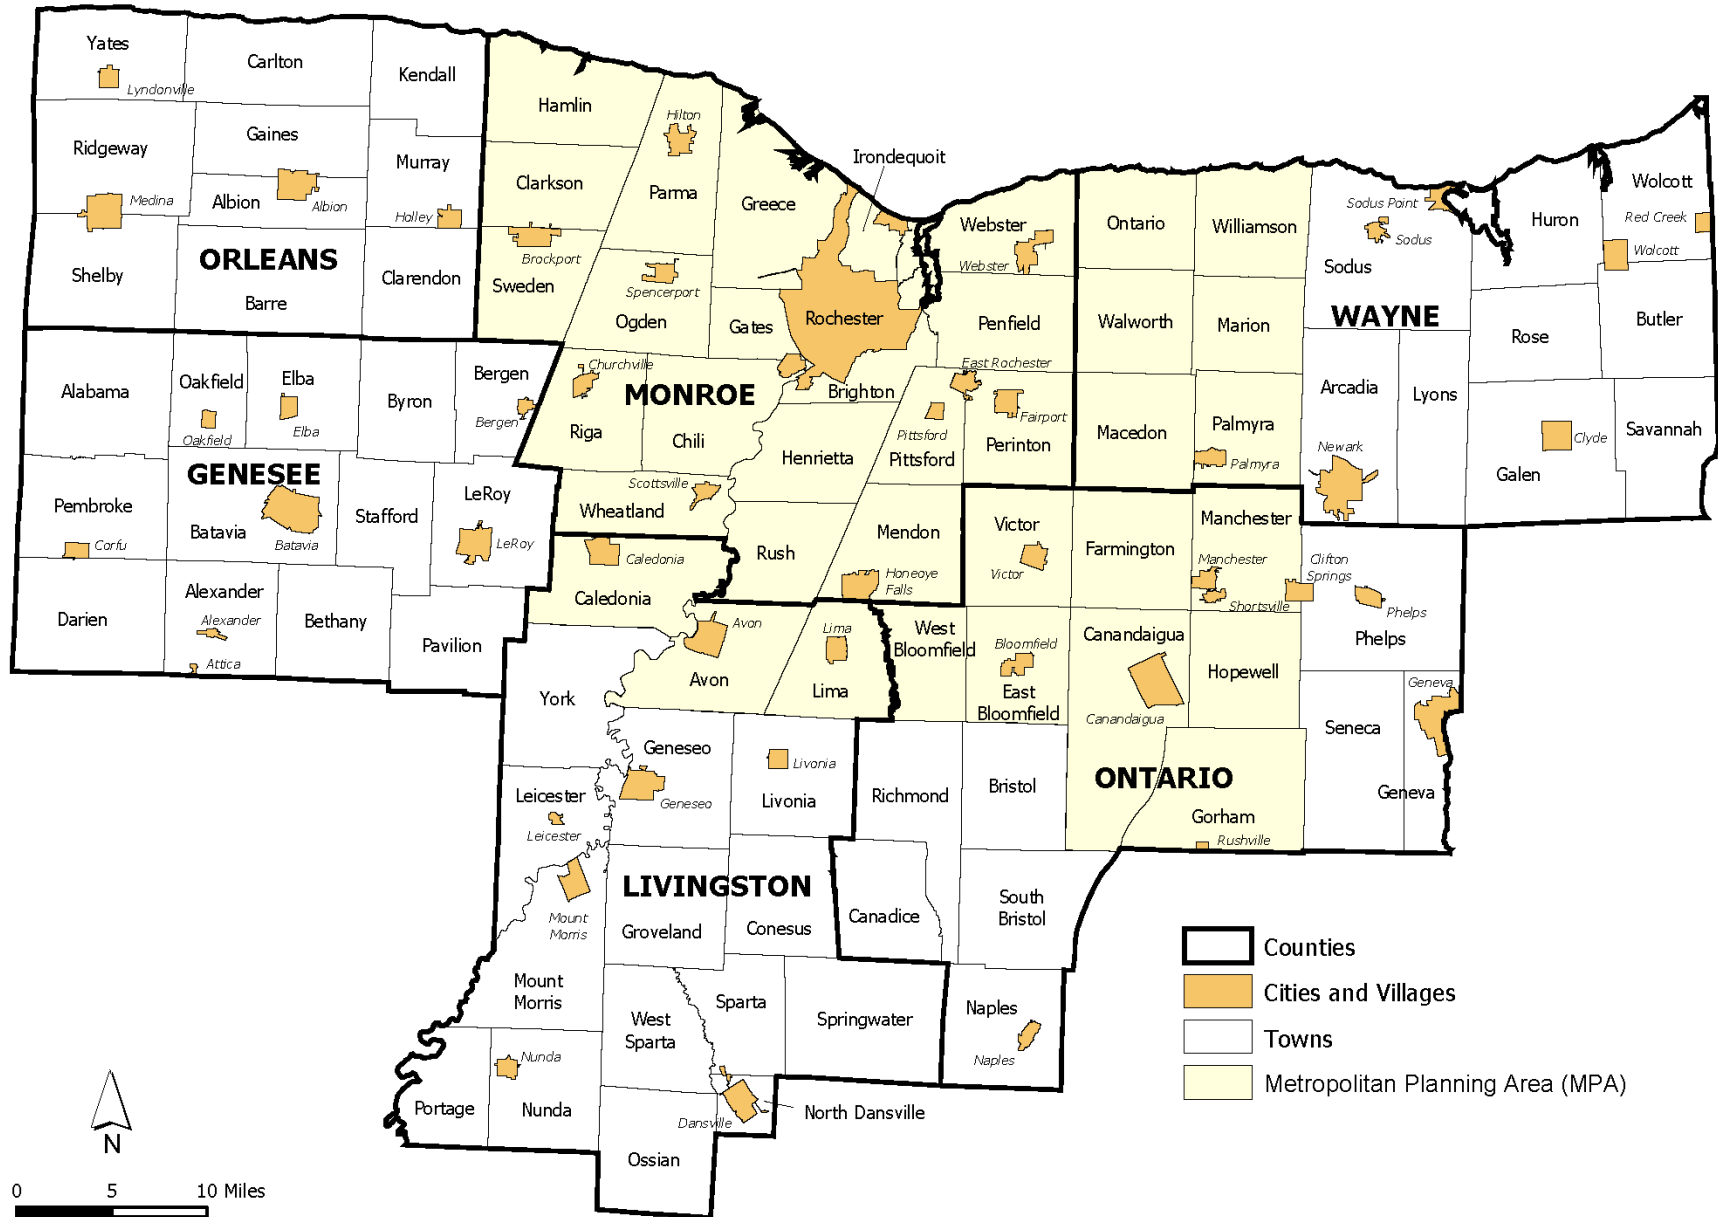 Yates
Lyndonville
Carlton
Kendall
Ridgeway
Medina
Gaines
Albion
Albion
Murray
Holley
Shelby
ORLEANS
Barre
Clarendon
Hamlin
Hilton
Clarkson
Parma
Greece
Irondequoit
Brockport
Sweden
Spencerport
Ogden
Gates
Rochester
Webster
Webster
Penfield
East Rochester
Churchville
MONROE
Brighton
Riga
Chili
Henrietta
Pittsford
Pittsford
Fairport
Perinton
Scottsville
Wheatland
Rush
Mendon
Honeoye
Falls
Ontario
Williamson
Walworth
Marion
Macedon
Palmyra
Palmyra
Sodus Point
Sodus
Sodus
WAYNE
Huron
Wolcott
Red Creek
Wolcott
Butler
Rose
Arcadia
Lyons
Newark
Galen
Clyde
Savannah
Alabama
Oakfield
Oakfield
Elba
Elba
Byron
Bergen
Bergen
GENESEE
Pembroke
Corfu
Batavia
Batavia
Stafford
LeRoy
LeRoy
Darien
Alexander
Alexander
Attica
Bethany
Pavilion
Caledonia
Caledonia
Avon
Avon
Lima
Lima
York
Geneseo
Geneseo
Livonia
Livonia
Leicester
Leicester
LIVINGSTON
Mount
Morris
Groveland
Conesus
Mount
Morris
West
Sparta
Sparta
Springwater
Portage
Nunda
Nunda
Dansville
North Dansville
Ossian
Victor
Victor
Farmington
Manchester
Manchester
Shortsville
Clifton
Springs
Phelps
Phelps
West
Bloomfield
Bloomfield
East
Bloomfield
Canandaigua
Canandaigua
Hopewell
Seneca
Geneva
Geneva
ONTARIO
Gorham
Rushville
Richmond
Bristol
Canadice
South
Bristol
Naples
Naples
Counties
Cities and Villages
Towns
Metropolitan Planning Area (MPA)
N
0 5 10 Miles